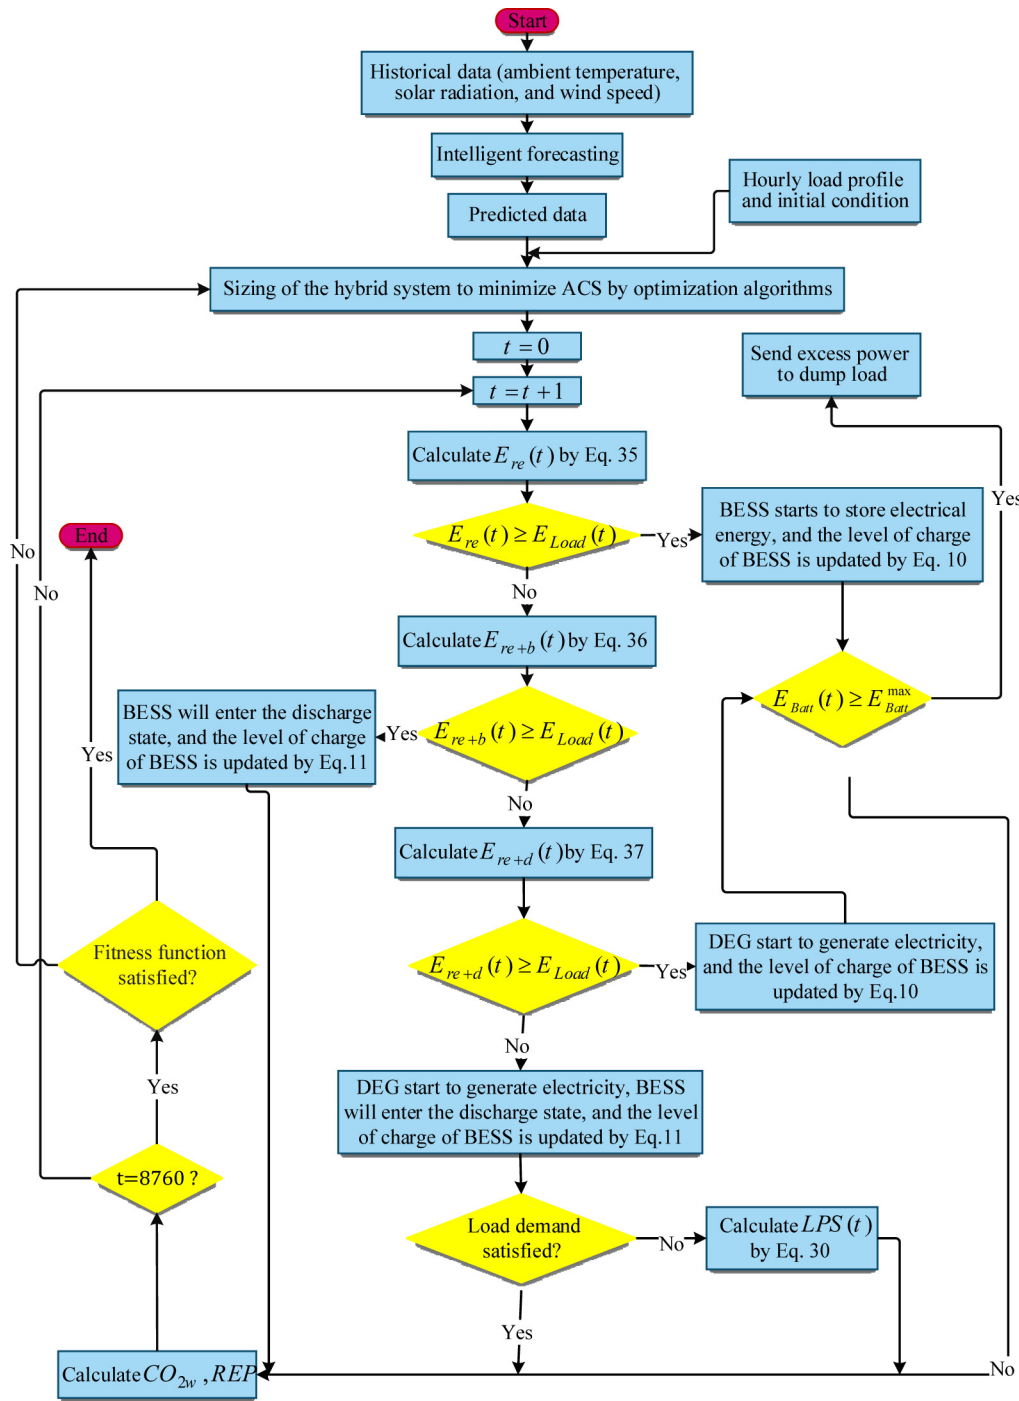 Start
Historical data (ambient temperature,
solar radiation, and wind speed)
Intelligent forecasting
Hourly load profile
and initial condition
Predicted data
Sizing of the hybrid system to minimize ACS by optimization algorithms
t = 0
Send excess power
to dump load
t = t + 1
Calculate E_re(t) by Eq. 35
Yes
BESS starts to store electrical
energy, and the level of charge
of BESS is updated by Eq. 10
E_re(t) ≥ E_Load(t)
Yes
End
No
No
No
Calculate E_re+b(t) by Eq. 36
E_Batt(t) ≥ E_Batt^max
BESS will enter the discharge
state, and the level of charge
of BESS is updated by Eq.11
Yes
E_re+b(t) ≥ E_Load(t)
Yes
No
No
Calculate E_re+d(t) by Eq. 37
Fitness function
satisfied?
E_re+d(t) ≥ E_Load(t)
Yes
DEG start to generate electricity,
and the level of charge of BESS is
updated by Eq.10
No
Yes
DEG start to generate electricity, BESS
will enter the discharge state, and the level
of charge of BESS is updated by Eq.11
t=8760 ?
Load demand
satisfied?
No
Calculate LPS(t)
by Eq. 30
Yes
No
Calculate CO_2w , REP